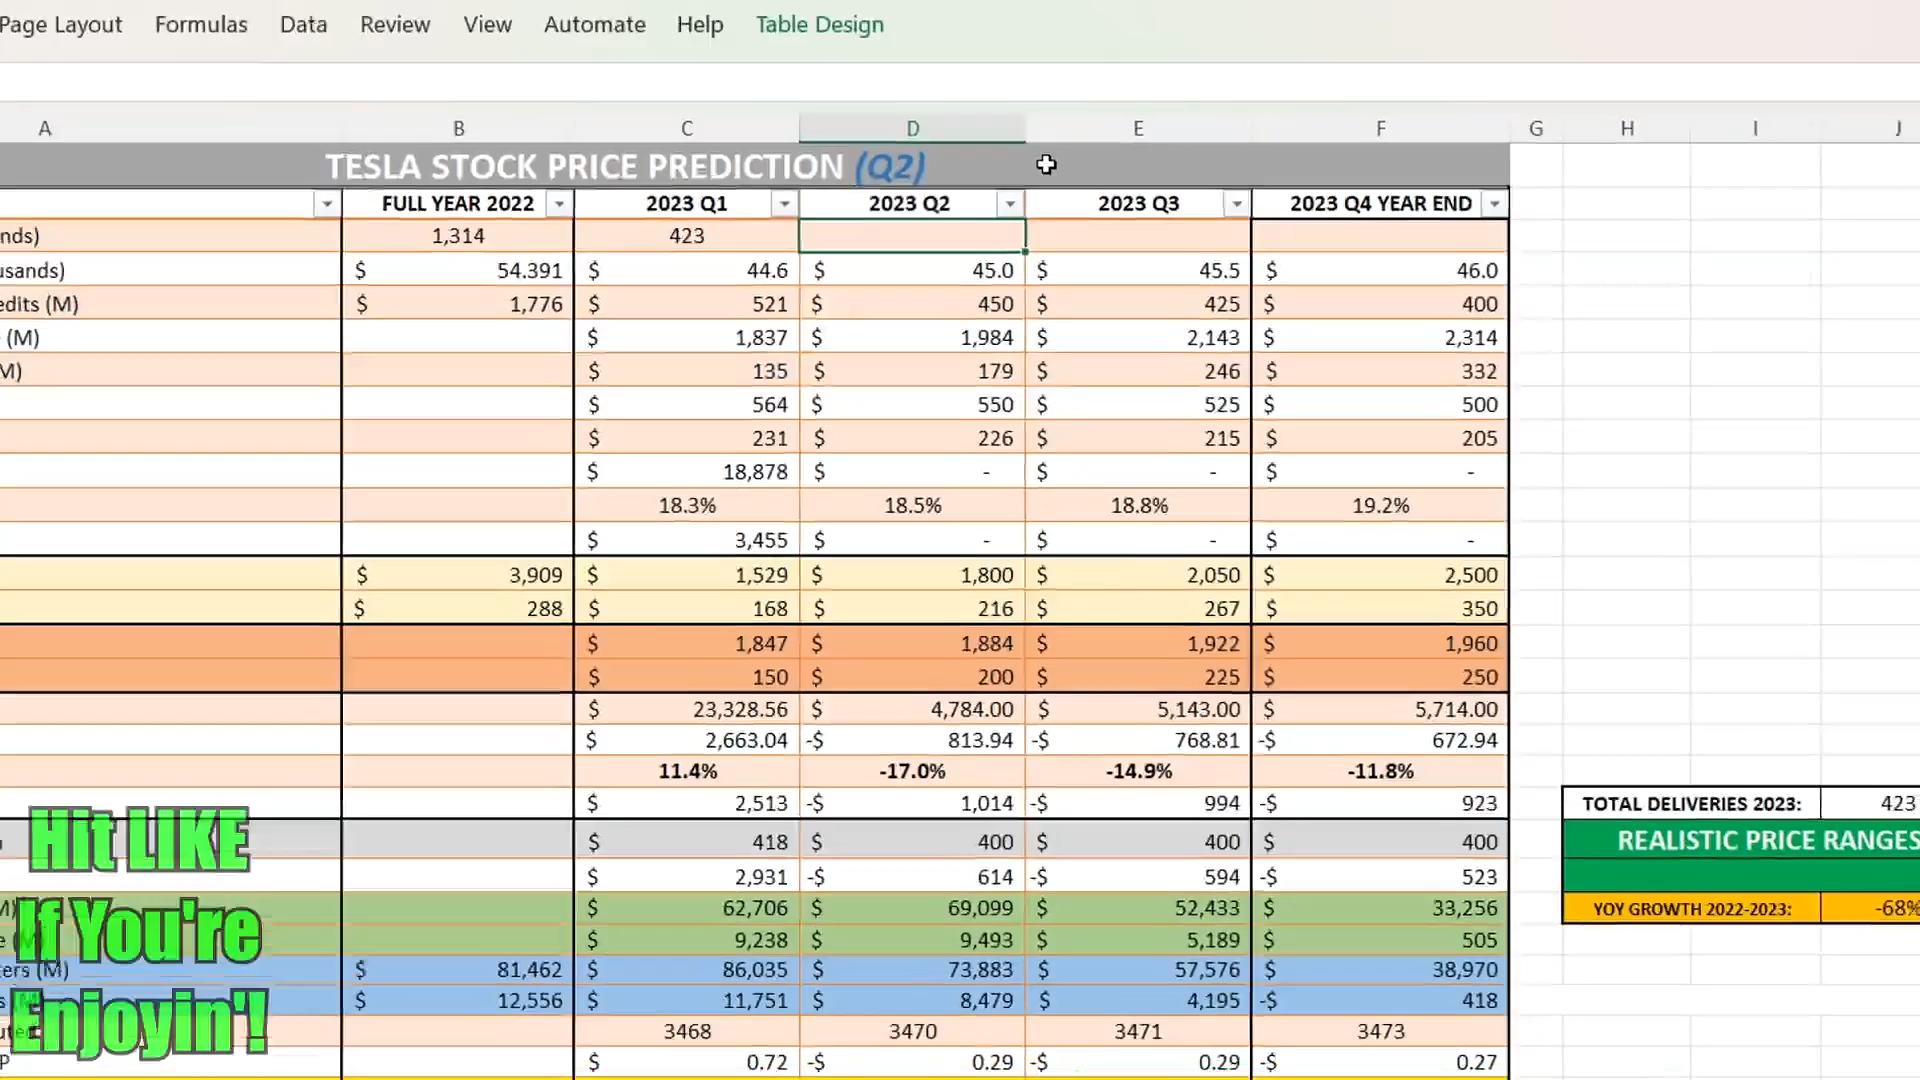 Page Layout Formulas Data Review View Automate Help Table Design
A B C D E F G H I J
TESLA STOCK PRICE PREDICTION (Q2)
FULL YEAR 2022 2023 Q1 2023 Q2 2023 Q3 2023 Q4 YEAR END
nds) 1,314 423
usands) $ 54.391 $ 44.6 $ 45.0 $ 45.5 $ 46.0
edits (M) $ 1,776 $ 521 $ 450 $ 425 $ 400
(M) $ 1,837 $ 1,984 $ 2,143 $ 2,314
M) $ 135 $ 179 $ 246 $ 332
$ 564 $ 550 $ 525 $ 500
$ 231 $ 226 $ 215 $ 205
$ 18,878 $ - $ - $ -
18.3% 18.5% 18.8% 19.2%
$ 3,455 $ - $ - $ -
$ 3,909 $ 1,529 $ 1,800 $ 2,050 $ 2,500
$ 288 $ 168 $ 216 $ 267 $ 350
$ 1,847 $ 1,884 $ 1,922 $ 1,960
$ 150 $ 200 $ 225 $ 250
$ 23,328.56 $ 4,784.00 $ 5,143.00 $ 5,714.00
$ 2,663.04 -$ 813.94 -$ 768.81 -$ 672.94
11.4% -17.0% -14.9% -11.8%
$ 2,513 -$ 1,014 -$ 994 -$ 923
TOTAL DELIVERIES 2023: 423
$ 418 $ 400 $ 400 $ 400
REALISTIC PRICE RANGES
$ 2,931 -$ 614 -$ 594 -$ 523
$ 62,706 $ 69,099 $ 52,433 $ 33,256
YOY GROWTH 2022-2023: -68%
$ 9,238 $ 9,493 $ 5,189 $ 505
ters (M) $ 81,462 $ 86,035 $ 73,883 $ 57,576 $ 38,970
$ 12,556 $ 11,751 $ 8,479 $ 4,195 -$ 418
3468 3470 3471 3473
P $ 0.72 -$ 0.29 -$ 0.29 -$ 0.27
Hit LIKE
If You're
Enjoyin'!